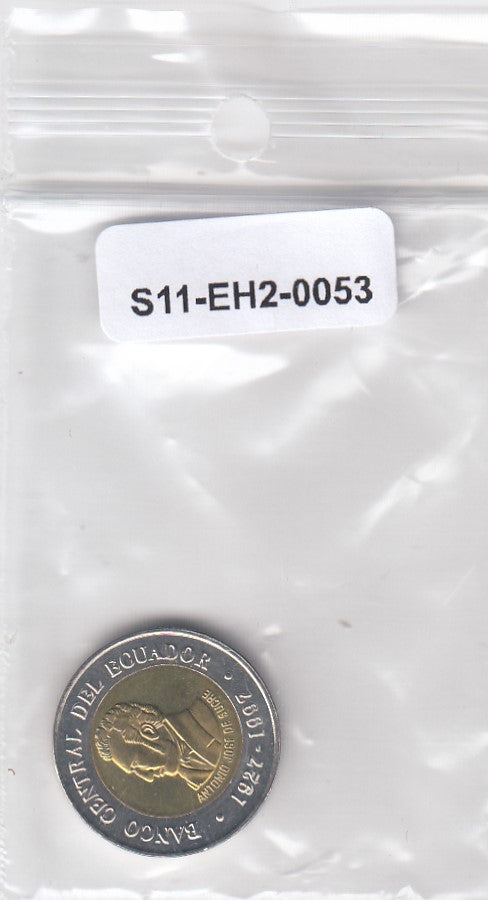 S11-EH2-0053
BANCO CENTRAL DEL ECUADOR · 1927-1997 ·
ANTONIO JOSE DE SUCRE